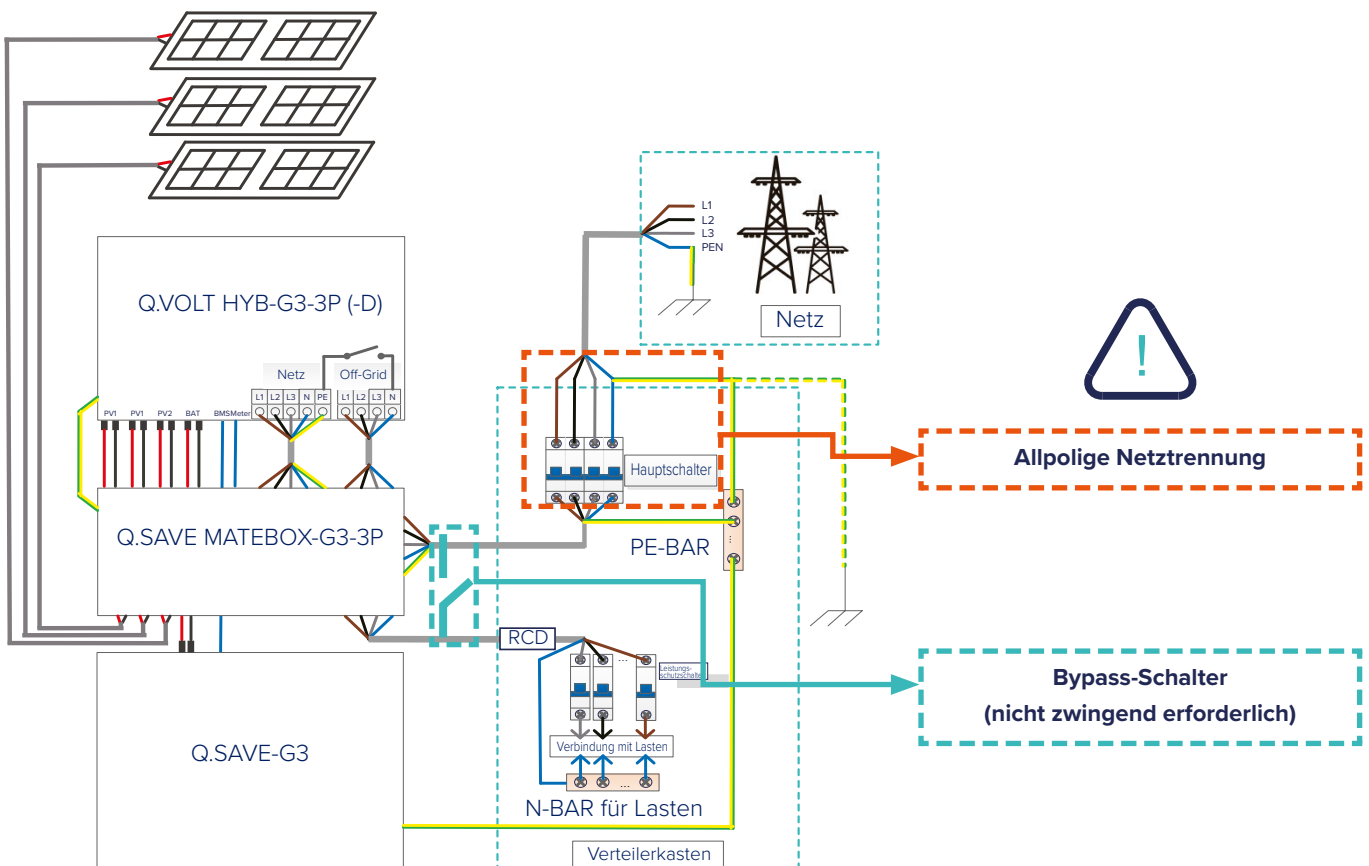 L1
L2
L3
PEN
Netz
Q.VOLT HYB-G3-3P (-D)
Netz
Off-Grid
L1 L2 L3 N PE
L1 L2 L3 N
PV1 PV1 PV2 BAT BMS Meter
Hauptschalter
Allpolige Netztrennung
!
Q.SAVE MATEBOX-G3-3P
PE-BAR
...
RCD
...
Leistungs-
schutzschalter
Bypass-Schalter
(nicht zwingend erforderlich)
Verbindung mit Lasten
Q.SAVE-G3
...
N-BAR für Lasten
Verteilerkasten